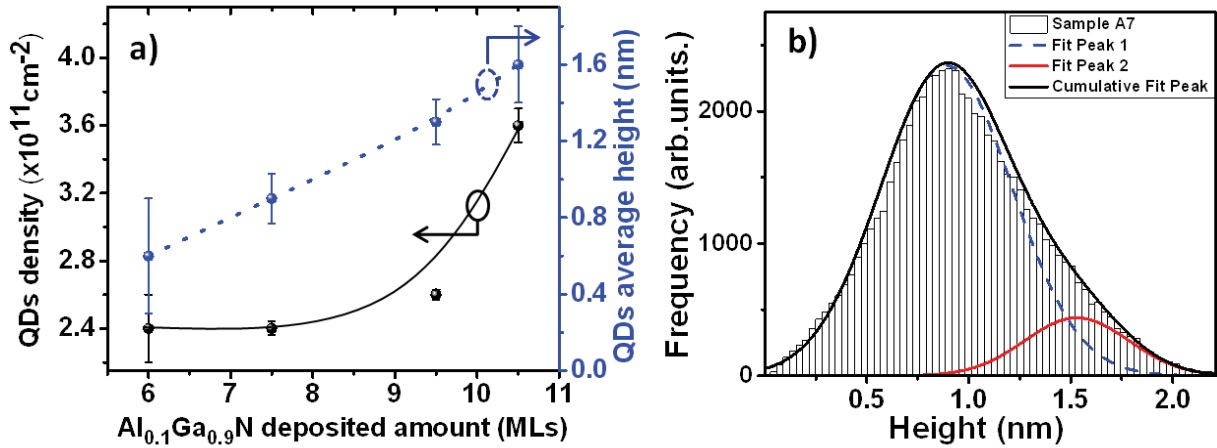 a)
QDs density (x10¹¹cm⁻²)
4.0
3.6
3.2
2.8
2.4
6 7 8 9 10 11
Al₀.₁Ga₀.₉N deposited amount (MLs)
1.6
1.2
0.8
0.4
0.0
QDs average height (nm)
b)
Sample A7
Fit Peak 1
Fit Peak 2
Cumulative Fit Peak
Frequency (arb.units.)
2000
1000
0
0.5 1.0 1.5 2.0
Height (nm)